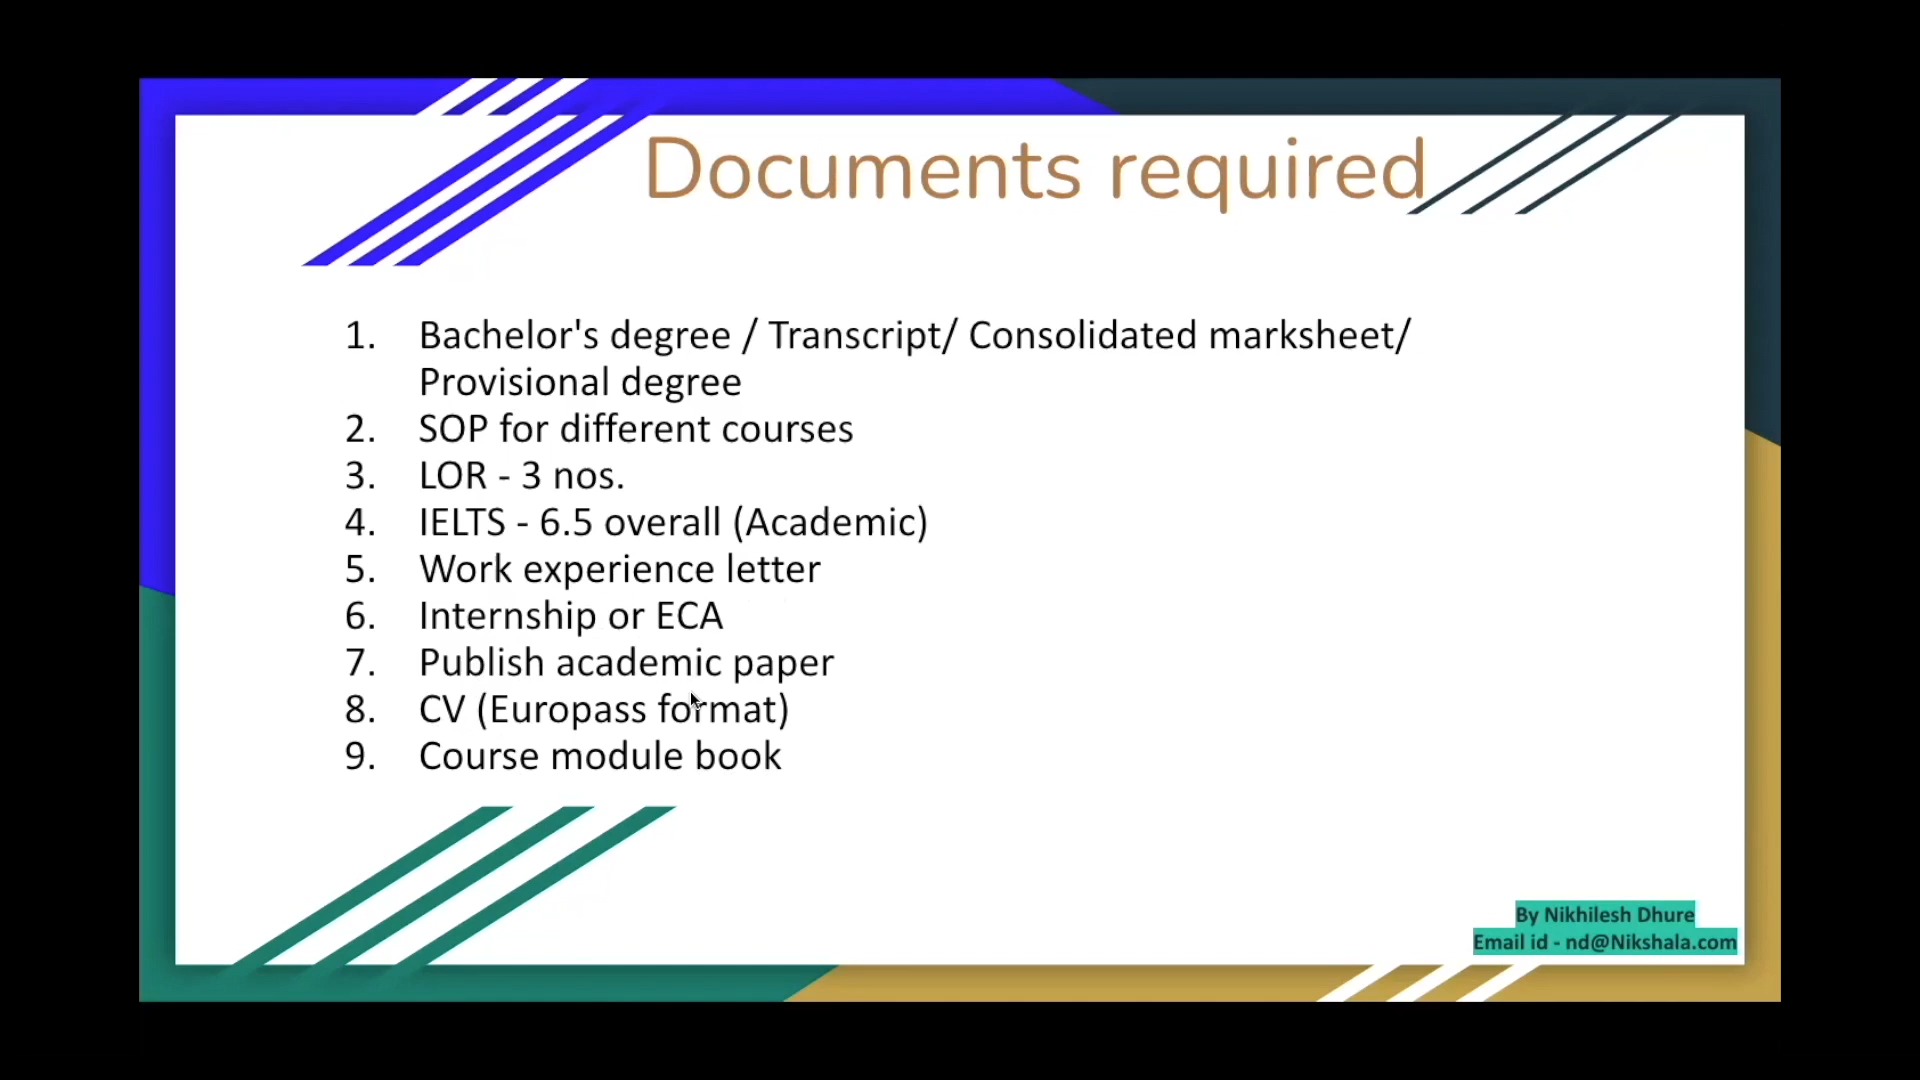 Documents required
1. Bachelor's degree / Transcript/ Consolidated marksheet/
Provisional degree
2. SOP for different courses
3. LOR - 3 nos.
4. IELTS - 6.5 overall (Academic)
5. Work experience letter
6. Internship or ECA
7. Publish academic paper
8. CV (Europass format)
9. Course module book
By Nikhilesh Dhure
Email id - nd@Nikshala.com